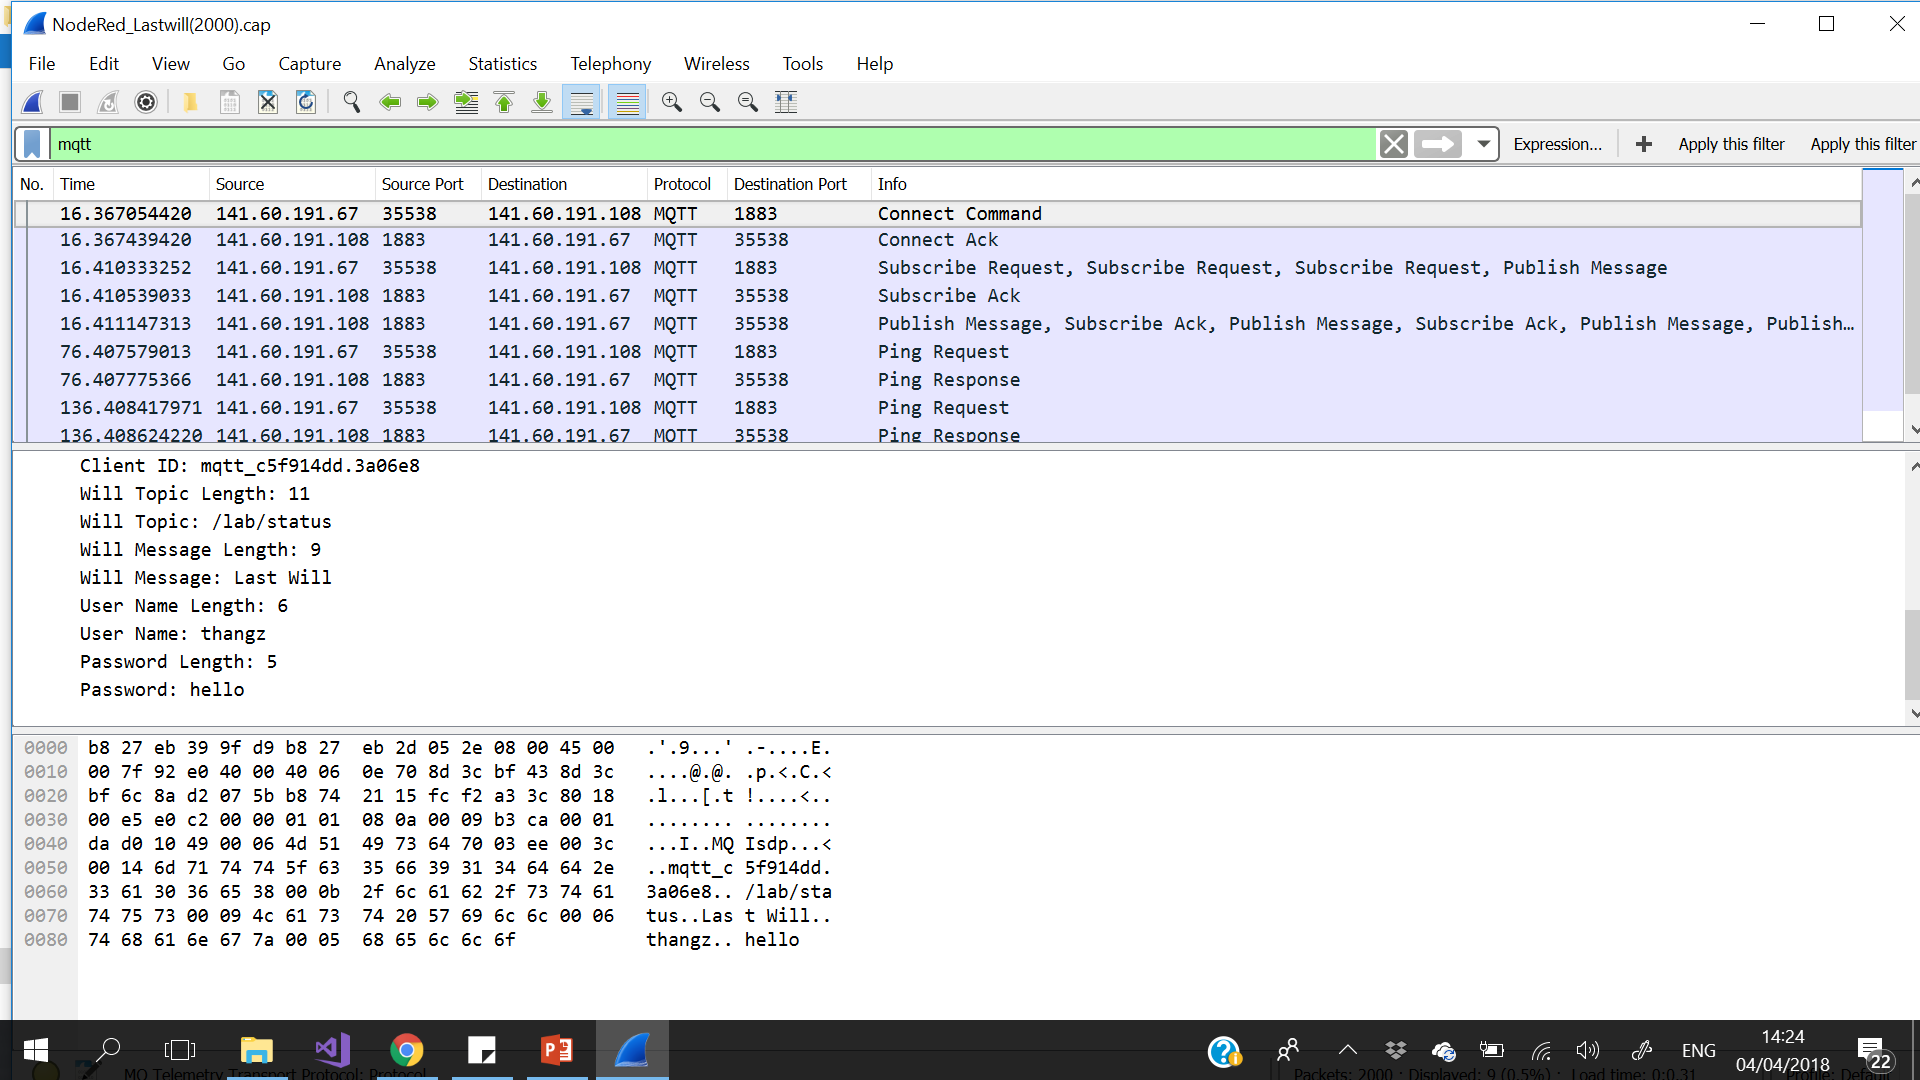 NodeRed_Lastwill(2000).cap
File Edit View Go Capture Analyze Statistics Telephony Wireless Tools Help
mqtt Expression... + Apply this filter Apply this filter
No. Time Source Source Port Destination Protocol Destination Port Info
16.367054420 141.60.191.67 35538 141.60.191.108 MQTT 1883 Connect Command
16.367439420 141.60.191.108 1883 141.60.191.67 MQTT 35538 Connect Ack
16.410333252 141.60.191.67 35538 141.60.191.108 MQTT 1883 Subscribe Request, Subscribe Request, Subscribe Request, Publish Message
16.410539033 141.60.191.108 1883 141.60.191.67 MQTT 35538 Subscribe Ack
16.411147313 141.60.191.108 1883 141.60.191.67 MQTT 35538 Publish Message, Subscribe Ack, Publish Message, Subscribe Ack, Publish Message, Publish…
76.407579013 141.60.191.67 35538 141.60.191.108 MQTT 1883 Ping Request
76.407775366 141.60.191.108 1883 141.60.191.67 MQTT 35538 Ping Response
136.408417971 141.60.191.67 35538 141.60.191.108 MQTT 1883 Ping Request
136.408624220 141.60.191.108 1883 141.60.191.67 MQTT 35538 Ping Response
Client ID: mqtt_c5f914dd.3a06e8
Will Topic Length: 11
Will Topic: /lab/status
Will Message Length: 9
Will Message: Last Will
User Name Length: 6
User Name: thangz
Password Length: 5
Password: hello
0000 b8 27 eb 39 9f d9 b8 27 eb 2d 05 2e 08 00 45 00 .'.9...' .-....E.
0010 00 7f 92 e0 40 00 40 06 0e 70 8d 3c bf 43 8d 3c ....@.@. .p.<.C.<
0020 bf 6c 8a d2 07 5b b8 74 21 15 fc f2 a3 3c 80 18 .l...[.t !....<..
0030 00 e5 e0 c2 00 00 01 01 08 0a 00 09 b3 ca 00 01 ........ ........
0040 da d0 10 49 00 06 4d 51 49 73 64 70 03 ee 00 3c ...I..MQ Isdp...<
0050 00 14 6d 71 74 74 5f 63 35 66 39 31 34 64 64 2e ..mqtt_c 5f914dd.
0060 33 61 30 36 65 38 00 0b 2f 6c 61 62 2f 73 74 61 3a06e8.. /lab/sta
0070 74 75 73 00 09 4c 61 73 74 20 57 69 6c 6c 00 06 tus..Las t Will..
0080 74 68 61 6e 67 7a 00 05 68 65 6c 6c 6f thangz.. hello
ENG 14:24
04/04/2018 22
MQ Telemetry Transport Protocol: Protocol Packets: 2000 · Displayed: 9 (0.5%) · Load time: 0:0.31 Profile: Default